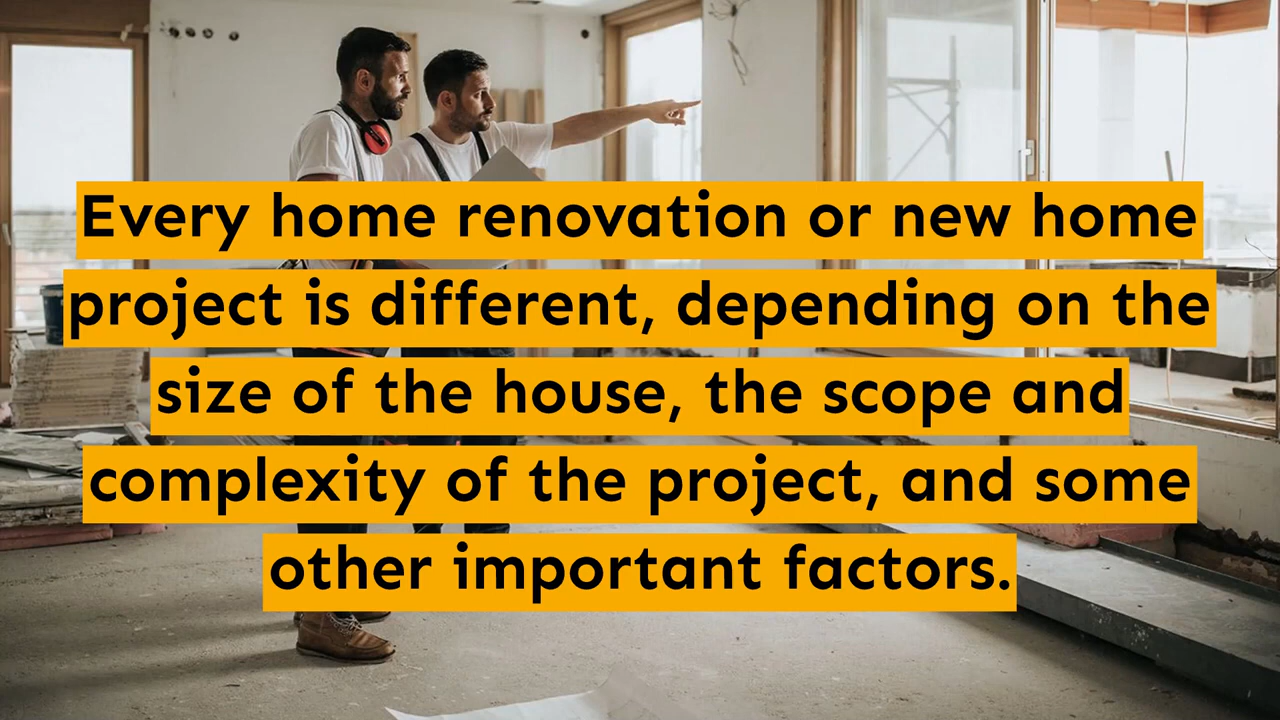 Every home renovation or new home
project is different, depending on the
size of the house, the scope and
complexity of the project, and some
other important factors.